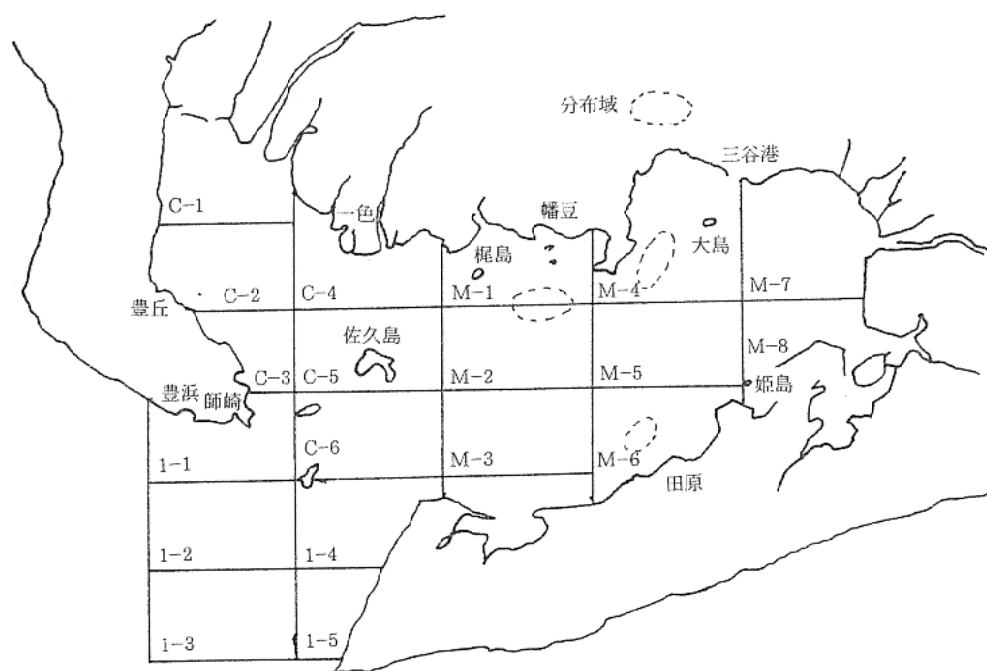 分布域
三谷港
C-1
一色
幡豆
梶島
大島
C-2
C-4
M-1
M-4
M-7
豊丘
佐久島
M-8
C-3
C-5
M-2
M-5
姫島
豊浜
師崎
C-6
1-1
M-3
M-6
田原
1-2
1-4
1-3
1-5